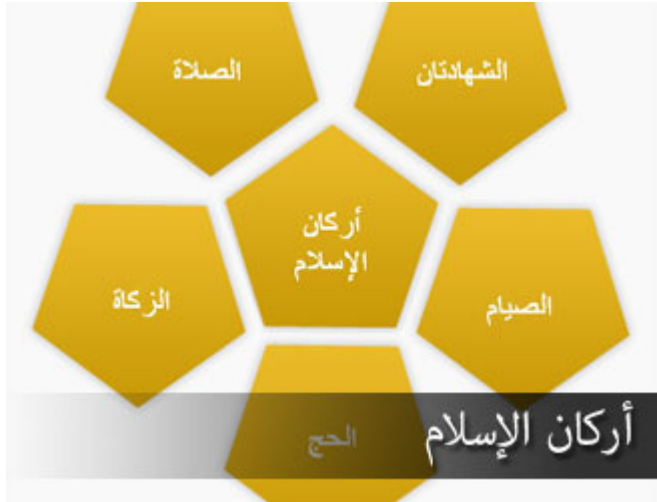 الشهادتان
الصلاة
أركان
الإسلام
الصيام
الزكاة
الحج
أركان الإسلام